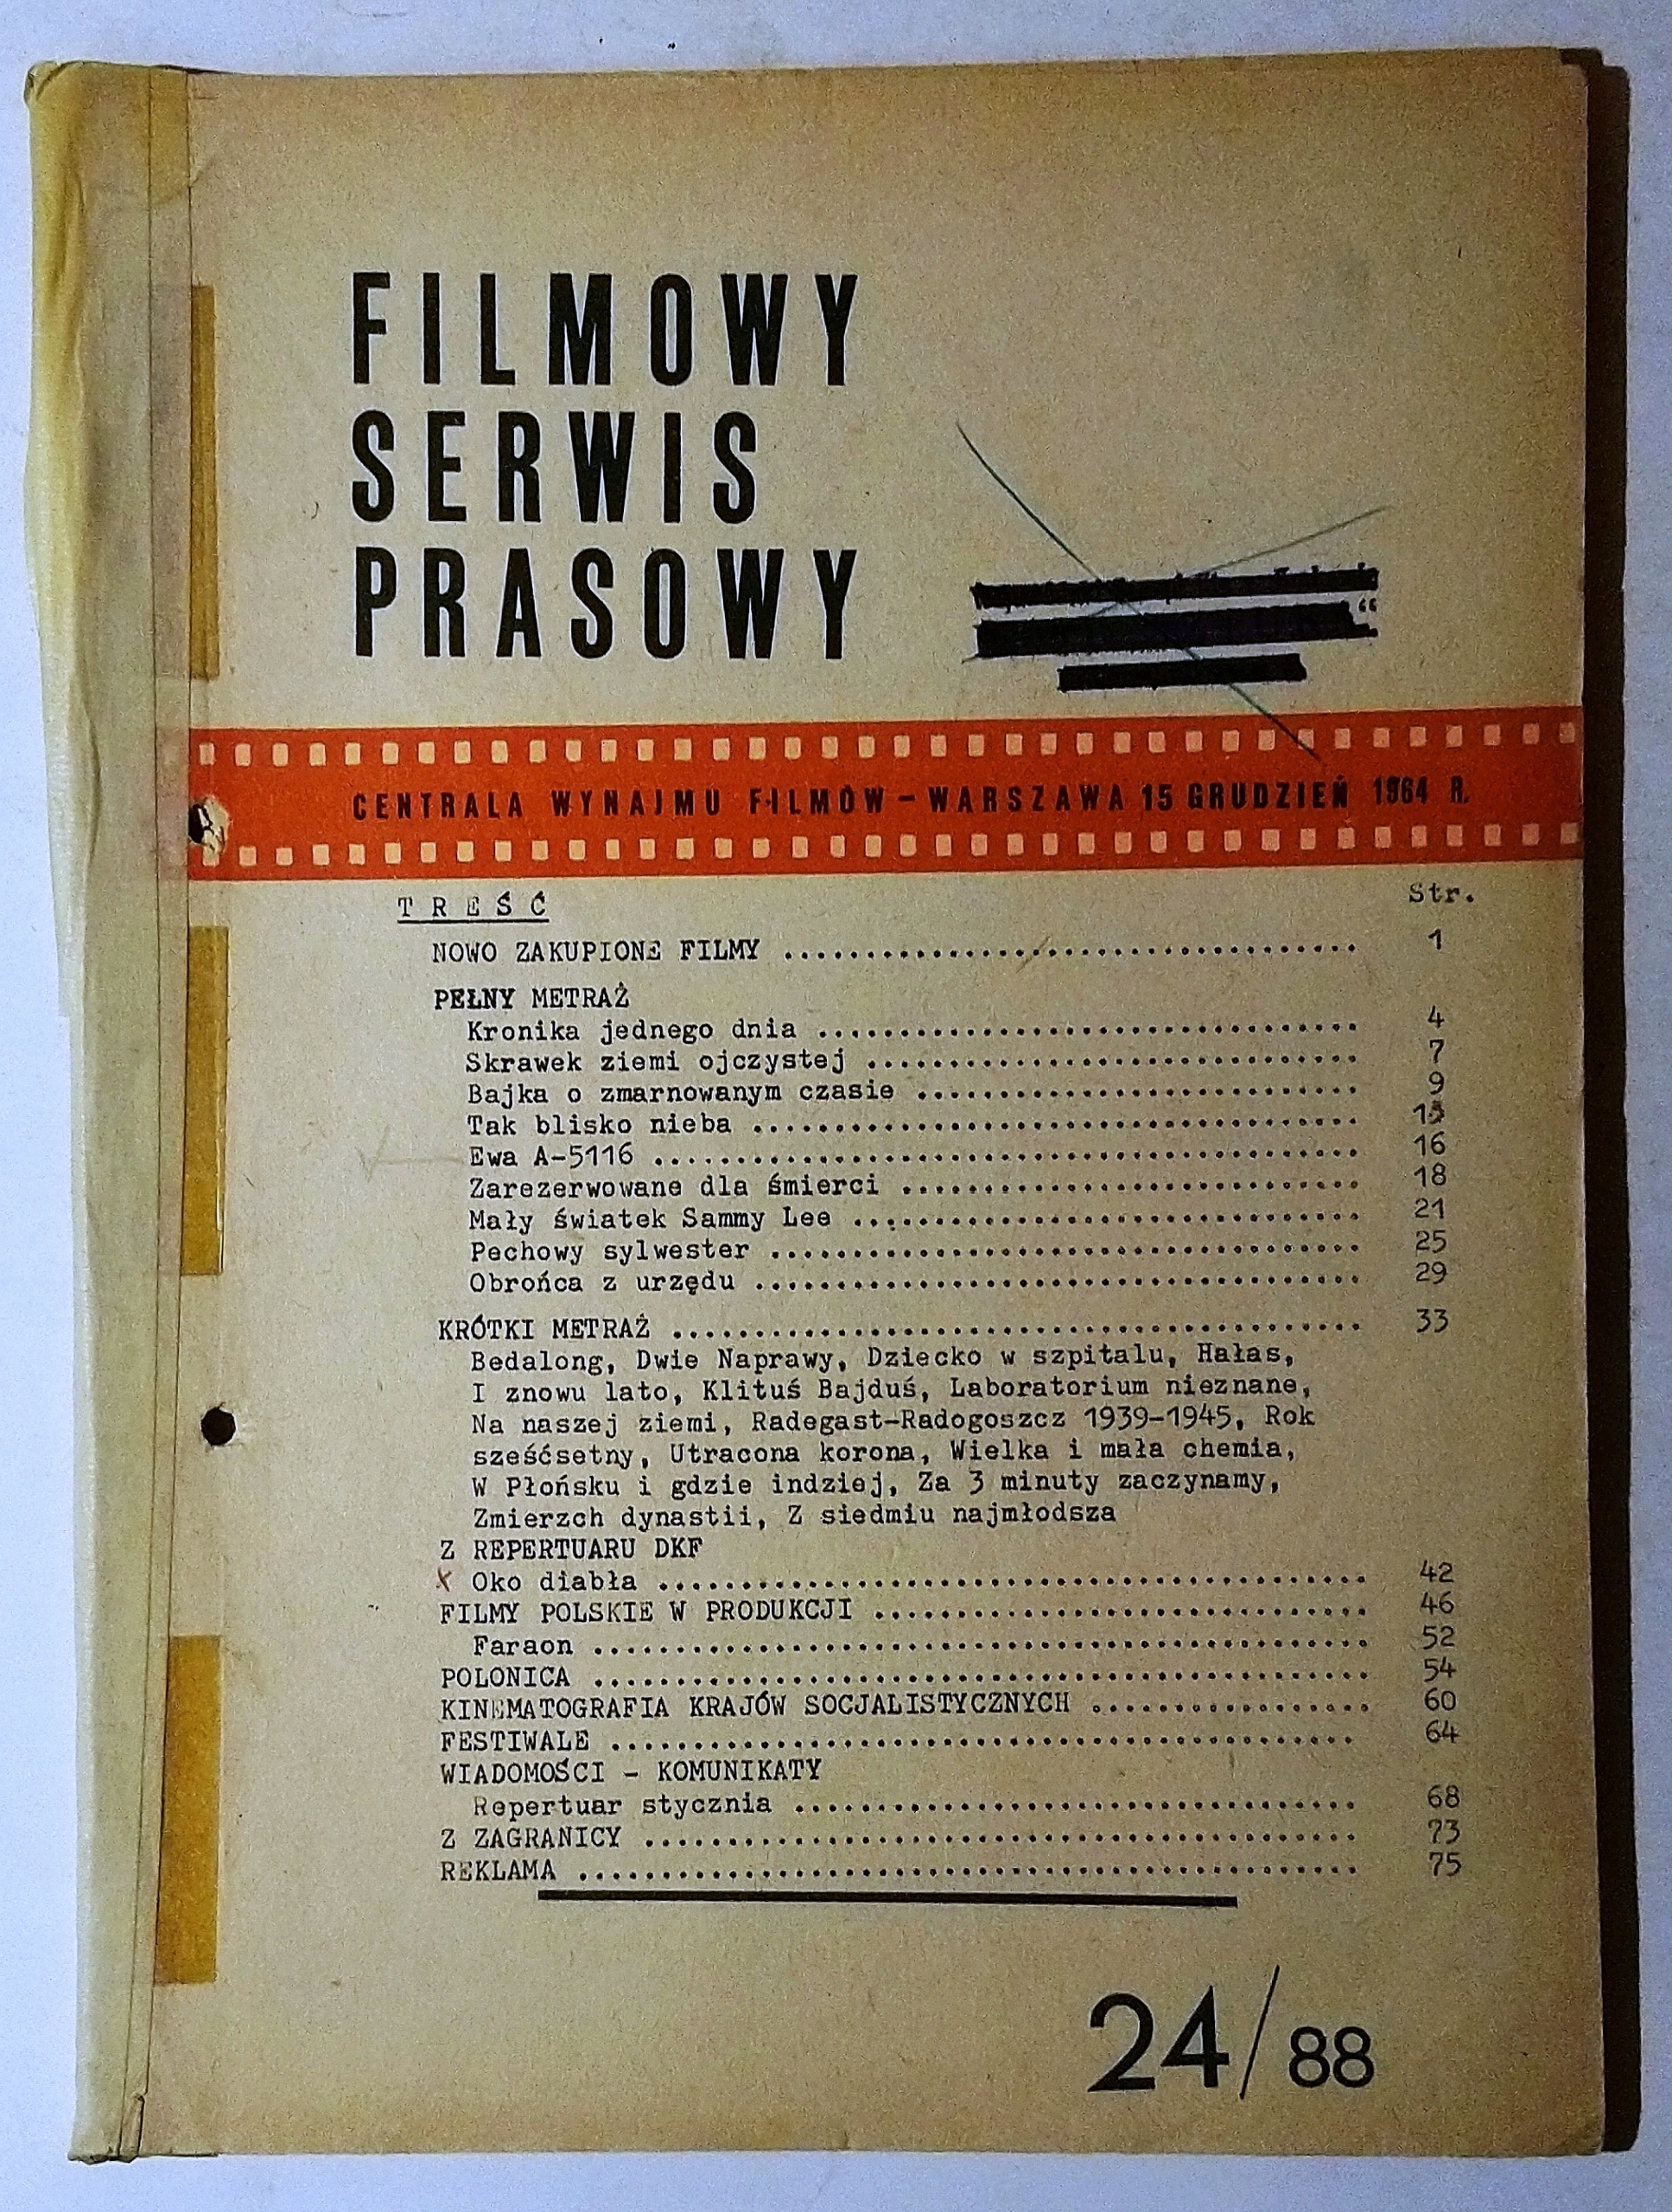 FILMOWY
SERWIS
PRASOWY
CENTRALA WYNAJMU FILMÓW – WARSZAWA 15 GRUDZIEŃ 1964 R.
TREŚĆ Str.
NOWO ZAKUPIONE FILMY .................................. 1
PEŁNY METRAŻ
Kronika jednego dnia ................................ 4
Skrawek ziemi ojczystej ............................. 7
Bajka o zmarnowanym czasie .......................... 9
Tak blisko nieba .................................... 13
Ewa A-5116 .......................................... 16
Zarezerwowane dla śmierci ........................... 18
Mały światek Sammy Lee .............................. 21
Pechowy sylwester ................................... 25
Obrońca z urzędu .................................... 29
KRÓTKI METRAŻ ......................................... 33
Bedalong, Dwie Naprawy, Dziecko w szpitalu, Hałas,
I znowu lato, Klituś Bajduś, Laboratorium nieznane,
Na naszej ziemi, Radegast-Radogoszcz 1939-1945, Rok
sześćsetny, Utracona korona, Wielka i mała chemia,
W Płońsku i gdzie indziej, Za 3 minuty zaczynamy,
Zmierzch dynastii, Z siedmiu najmłodsza
Z REPERTUARU DKF
x Oko diabła .......................................... 42
FILMY POLSKIE W PRODUKCJI ............................. 46
Faraon .............................................. 52
POLONICA .............................................. 54
KINEMATOGRAFIA KRAJÓW SOCJALISTYCZNYCH ................ 60
FESTIWALE ............................................. 64
WIADOMOŚCI - KOMUNIKATY
Repertuar stycznia .................................. 68
Z ZAGRANICY ........................................... 73
REKLAMA ............................................... 75
24/88